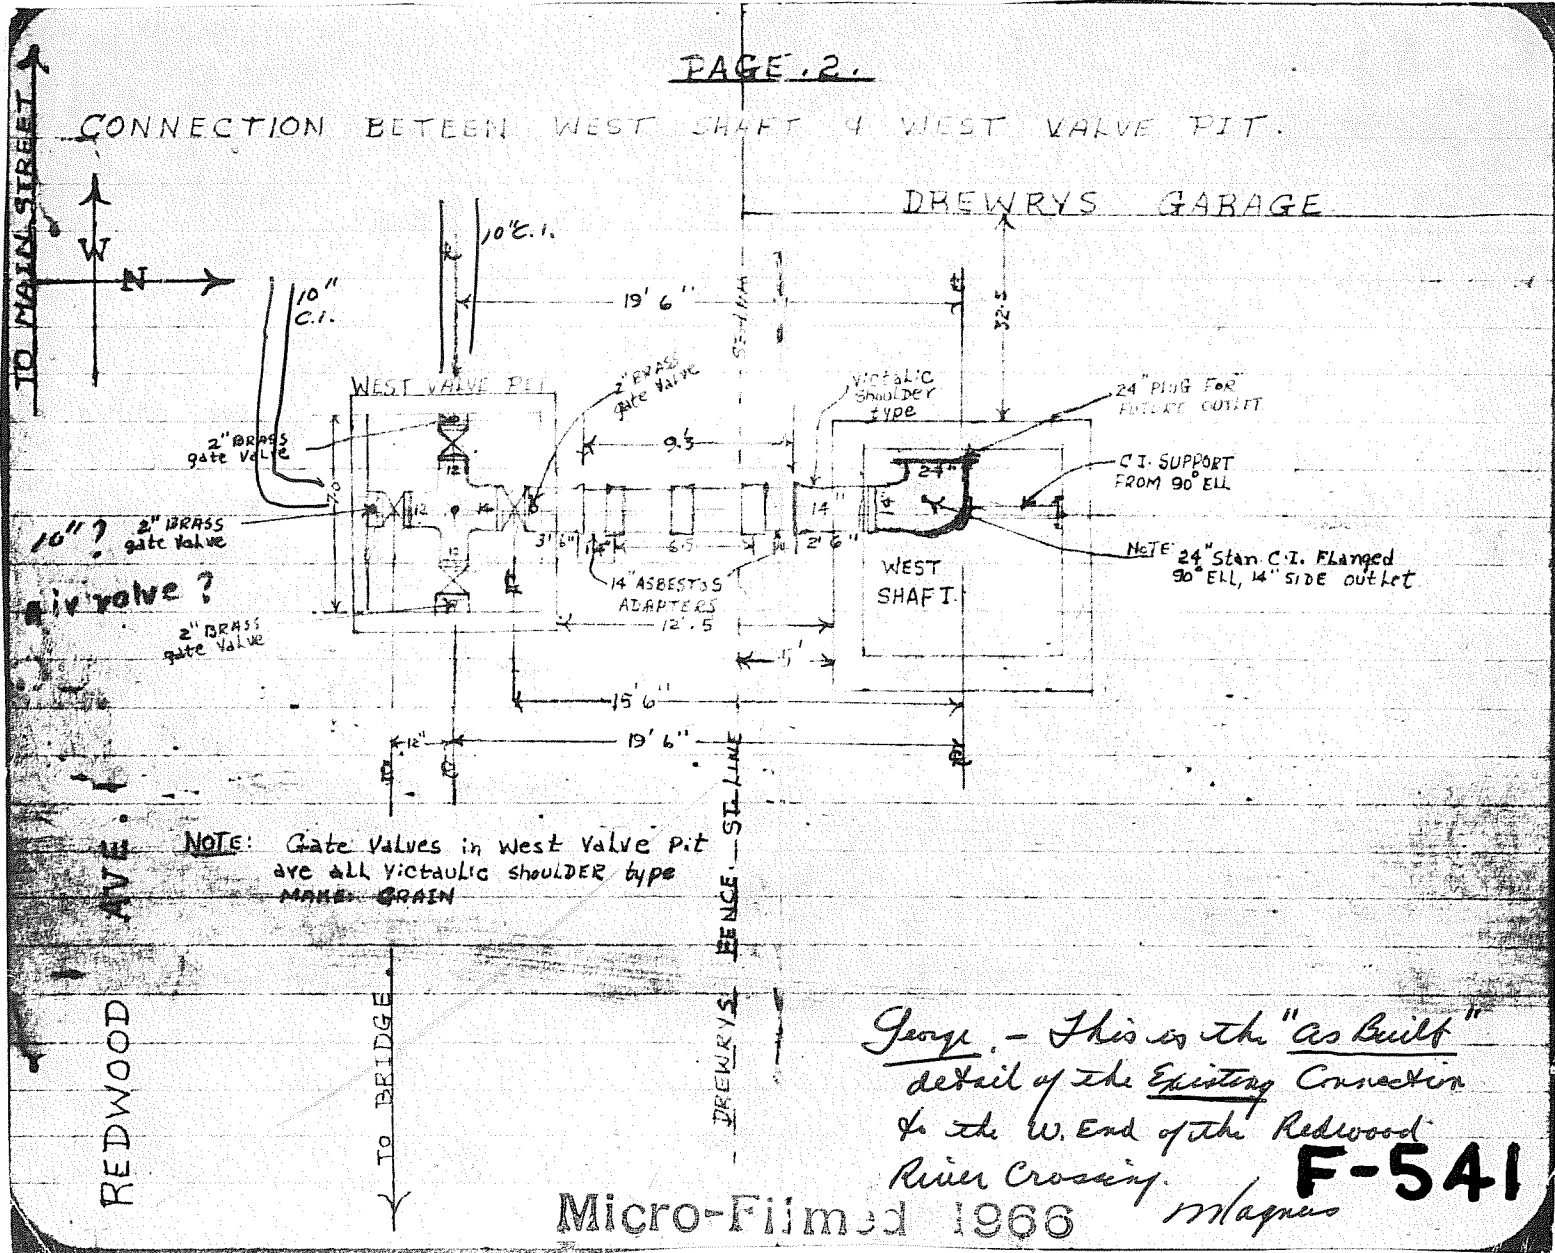 PAGE.2.
CONNECTION BETEEN WEST SHAFT & WEST VALVE PIT.
TO MAIN STREET
DREWRYS GARAGE
W
N
10" C.I.
10"
C.I.
19' 6"
32.5
WEST VALVE PIT
2" BRASS
gate Valve
Victalic
Shoulder
type
24" PLUG FOR
FUTURE OUTLET
2" BRASS
gate Valve
9.3
7.0
12
24"
C I. SUPPORT
FROM 90° ELL
10"?
2" BRASS
gate Valve
12
14
14"
14"
3' 6"
6.5
2' 6"
12
air valve ?
14" ASBESTOS
ADAPTERS
WEST
SHAFT.
NOTE: 24" Stan. C.I. Flanged
90° ELL, 14" SIDE outlet
2" BRASS
gate Valve
12'.5
5'
15' 6"
12"
19' 6"
NOTE: Gate Valves in West Valve Pit
are all Victaulic shoulder type
MAKE: GRAIN
REDWOOD AVE.
TO BRIDGE
DREWRYS FENCE - ST. LINE
George. - This is the "as Built"
detail of the Existing Connection
to the W. End of the Redwood
River Crossing.
Magnus
F-541
Micro-Filmed 1966